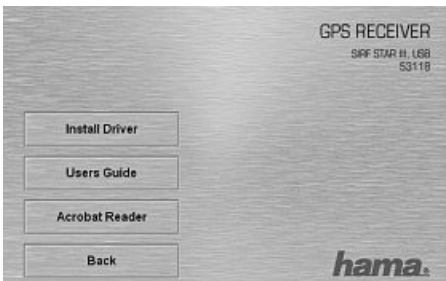 GPS RECEIVER
SIRF STAR III, USB
53118
Install Driver
Users Guide
Acrobat Reader
Back
hama.